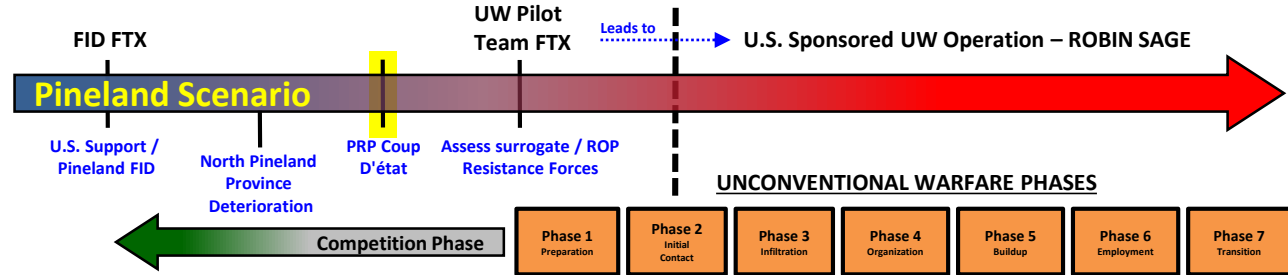 FID FTX
UW Pilot
Team FTX
Leads to
U.S. Sponsored UW Operation – ROBIN SAGE
Pineland Scenario
U.S. Support /
Pineland FID
North Pineland
Province
Deterioration
PRP Coup
D'état
Assess surrogate / ROP
Resistance Forces
UNCONVENTIONAL WARFARE PHASES
Competition Phase
Phase 1
Preparation
Phase 2
Initial
Contact
Phase 3
Infiltration
Phase 4
Organization
Phase 5
Buildup
Phase 6
Employment
Phase 7
Transition